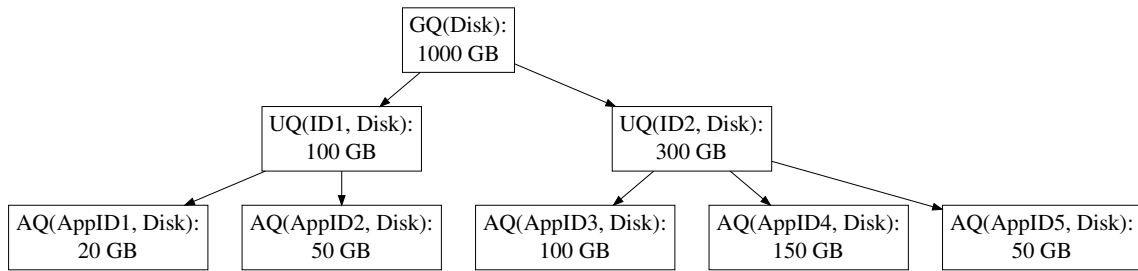 GQ(Disk):
1000 GB
UQ(ID1, Disk):
100 GB
UQ(ID2, Disk):
300 GB
AQ(AppID1, Disk):
20 GB
AQ(AppID2, Disk):
50 GB
AQ(AppID3, Disk):
100 GB
AQ(AppID4, Disk):
150 GB
AQ(AppID5, Disk):
50 GB